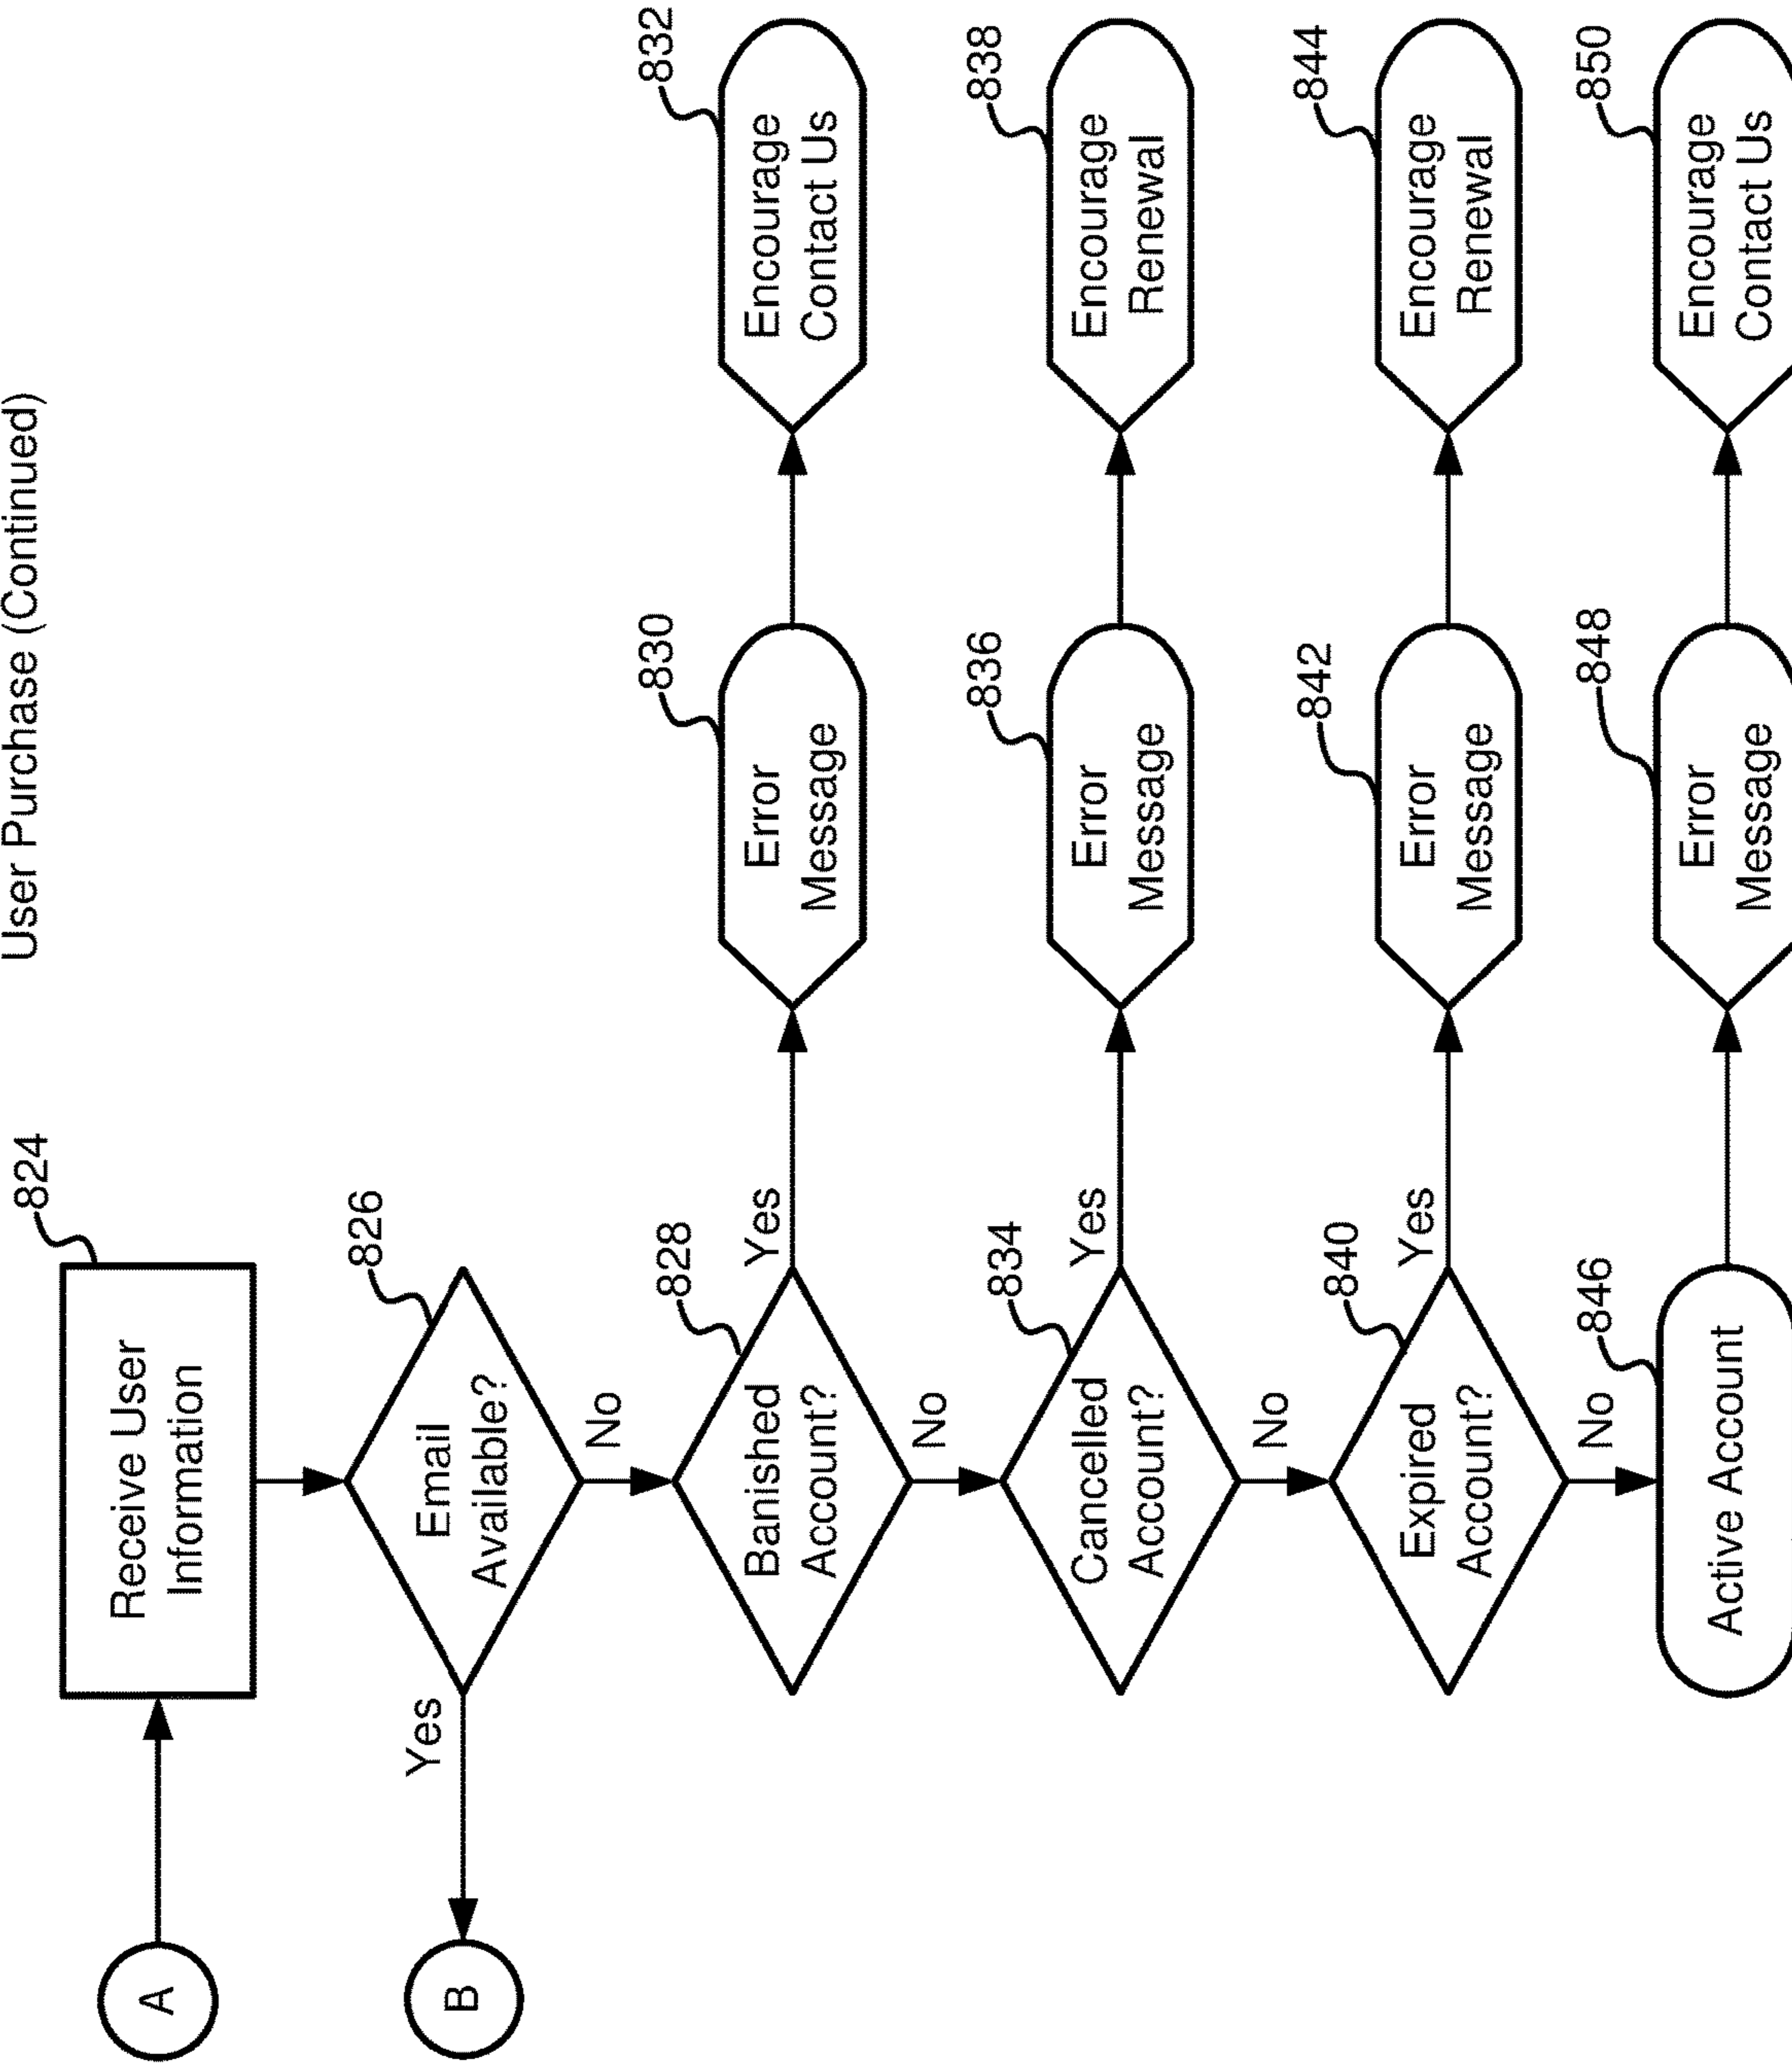 User Purchase (Continued)
A
Receive User
Information
824
B
Yes
Email
Available?
826
No
Banished
Account?
828
Yes
Error
Message
830
Encourage
Contact Us
832
No
Cancelled
Account?
834
Yes
Error
Message
836
Encourage
Renewal
838
No
Expired
Account?
840
Yes
Error
Message
842
Encourage
Renewal
844
No
Active Account
846
Error
Message
848
Encourage
Contact Us
850